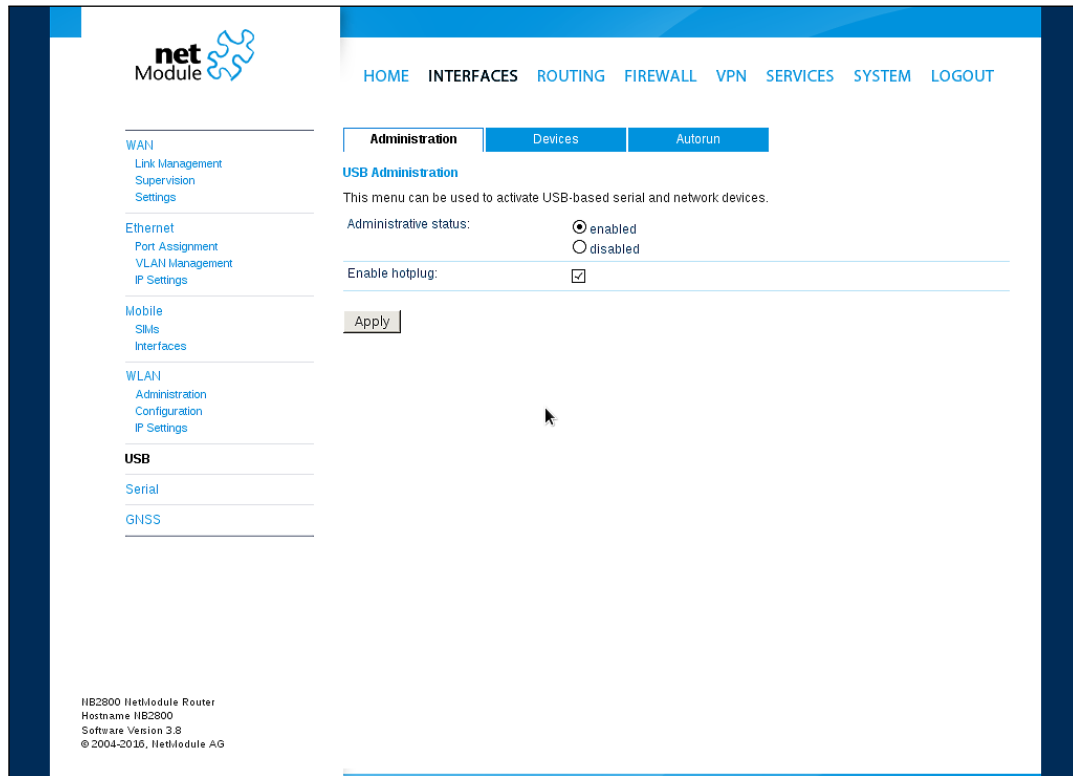 net
Module
HOME INTERFACES ROUTING FIREWALL VPN SERVICES SYSTEM LOGOUT
WAN
Link Management
Supervision
Settings
Ethernet
Port Assignment
VLAN Management
IP Settings
Mobile
SIMs
Interfaces
WLAN
Administration
Configuration
IP Settings
USB
Serial
GNSS
Administration Devices Autorun
USB Administration
This menu can be used to activate USB-based serial and network devices.
Administrative status: enabled
disabled
Enable hotplug:
Apply
NB2800 NetModule Router
Hostname NB2800
Software Version 3.8
© 2004-2016, NetModule AG